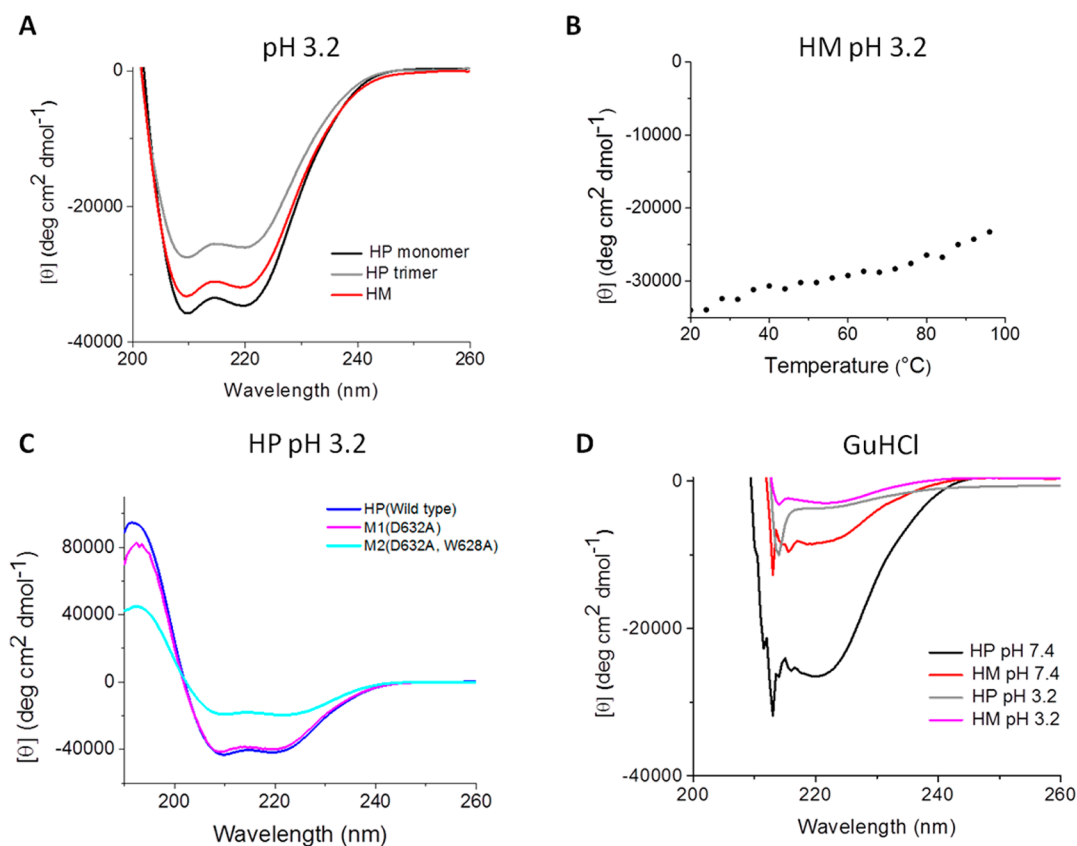 A
pH 3.2
0
-20000
-40000
[θ] (deg cm² dmol⁻¹)
HP monomer
HP trimer
HM
200 220 240 260
Wavelength (nm)
B
HM pH 3.2
0
-10000
-20000
-30000
[θ] (deg cm² dmol⁻¹)
20 40 60 80 100
Temperature (°C)
C
HP pH 3.2
80000
40000
0
-40000
[θ] (deg cm² dmol⁻¹)
HP(Wild type)
M1(D632A)
M2(D632A, W628A)
200 220 240 260
Wavelength (nm)
D
GuHCl
0
-20000
-40000
[θ] (deg cm² dmol⁻¹)
HP pH 7.4
HM pH 7.4
HP pH 3.2
HM pH 3.2
200 220 240 260
Wavelength (nm)